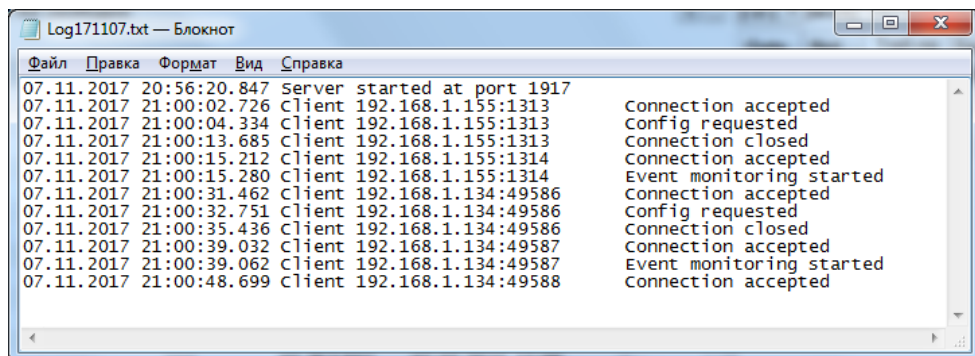 Log171107.txt — Блокнот
Файл Правка Формат Вид Справка
07.11.2017 20:56:20.847 Server started at port 1917
07.11.2017 21:00:02.726 Client 192.168.1.155:1313 Connection accepted
07.11.2017 21:00:04.334 Client 192.168.1.155:1313 Config requested
07.11.2017 21:00:13.685 Client 192.168.1.155:1313 Connection closed
07.11.2017 21:00:15.212 Client 192.168.1.155:1314 Connection accepted
07.11.2017 21:00:15.280 Client 192.168.1.155:1314 Event monitoring started
07.11.2017 21:00:31.462 Client 192.168.1.134:49586 Connection accepted
07.11.2017 21:00:32.751 Client 192.168.1.134:49586 Config requested
07.11.2017 21:00:35.436 Client 192.168.1.134:49586 Connection closed
07.11.2017 21:00:39.032 Client 192.168.1.134:49587 Connection accepted
07.11.2017 21:00:39.062 Client 192.168.1.134:49587 Event monitoring started
07.11.2017 21:00:48.699 Client 192.168.1.134:49588 Connection accepted